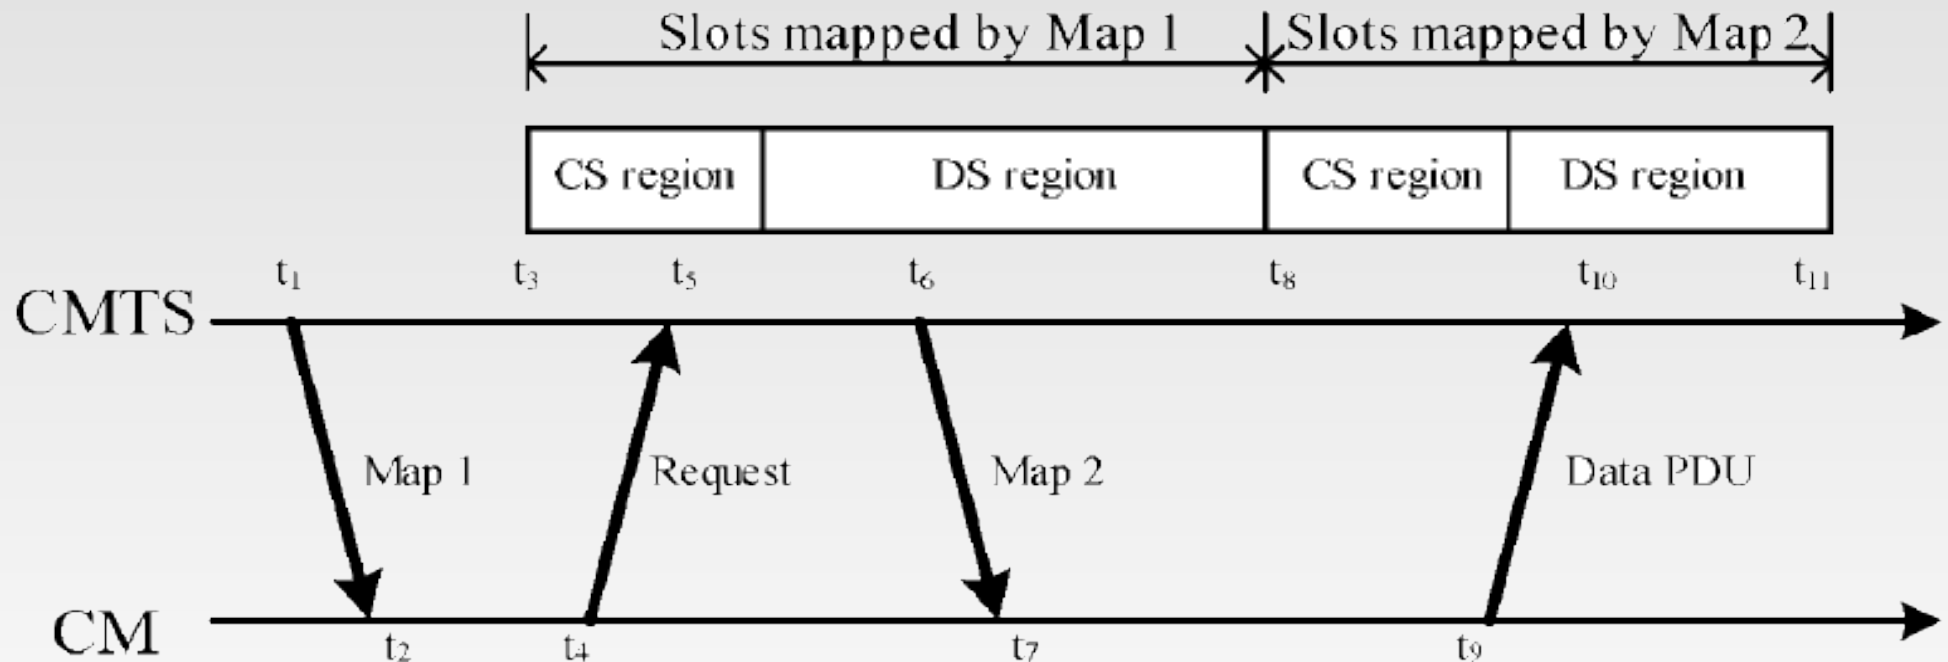 Slots mapped by Map 1 Slots mapped by Map 2
CS region DS region CS region DS region
t₁ t₃ t₅ t₆ t₈ t₁₀ t₁₁
CMTS
Map 1 Request Map 2 Data PDU
CM
t₂ t₄ t₇ t₉